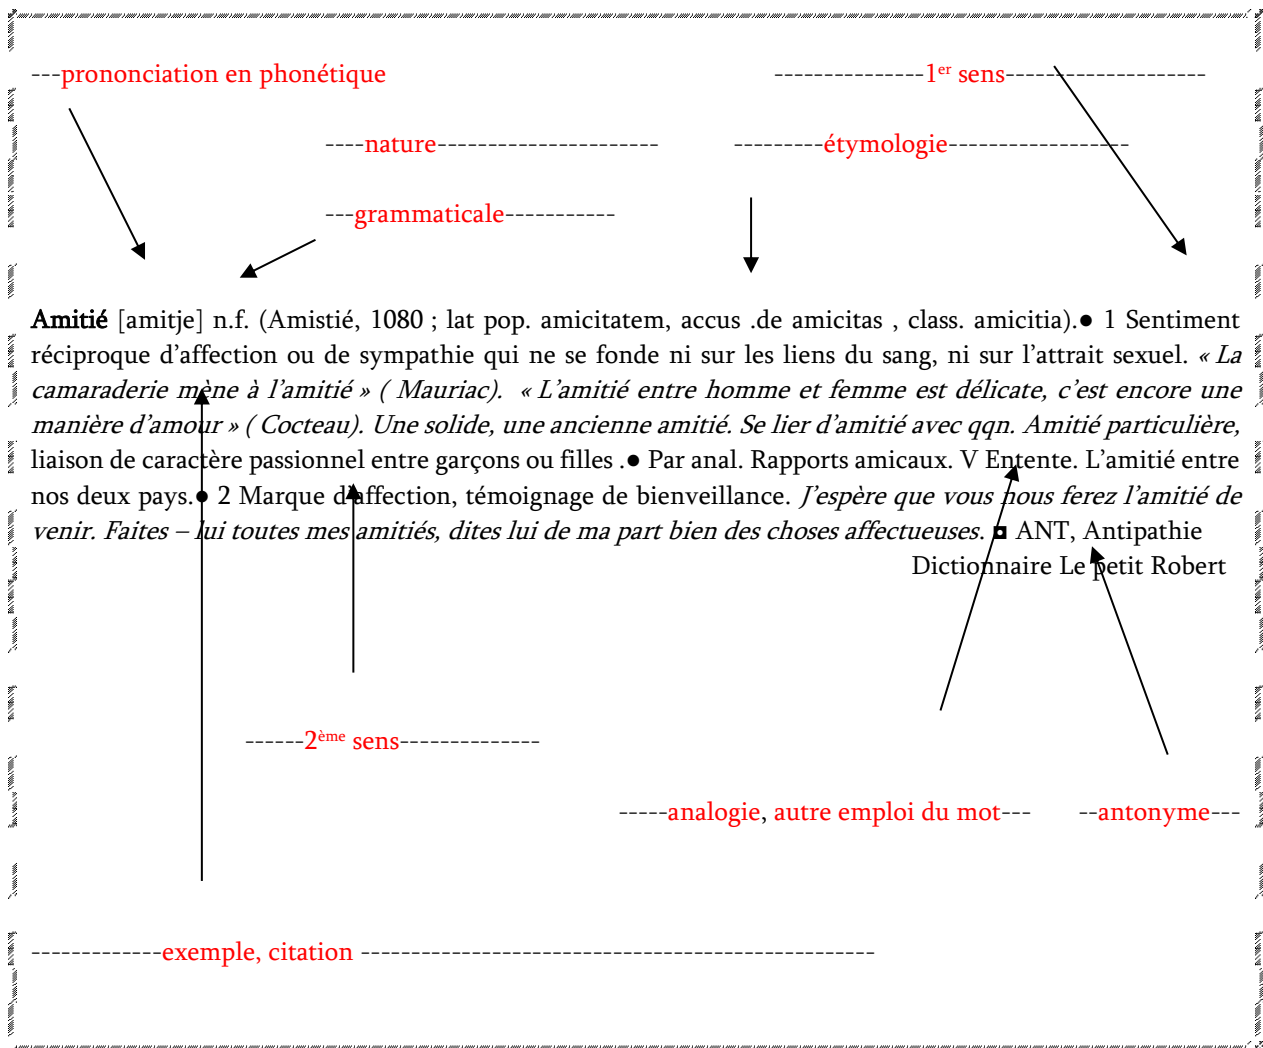 ---prononciation en phonétique ---------------1er sens--------------------
----nature---------------------- ---------étymologie------------------
---grammaticale-----------
Amitié [amitje] n.f. (Amistié, 1080 ; lat pop. amicitatem, accus .de amicitas , class. amicitia).● 1 Sentiment
réciproque d'affection ou de sympathie qui ne se fonde ni sur les liens du sang, ni sur l'attrait sexuel. « La
camaraderie mène à l'amitié » ( Mauriac). « L'amitié entre homme et femme est délicate, c'est encore une
manière d'amour » ( Cocteau). Une solide, une ancienne amitié. Se lier d'amitié avec qqn. Amitié particulière,
liaison de caractère passionnel entre garçons ou filles .● Par anal. Rapports amicaux. V Entente. L'amitié entre
nos deux pays.● 2 Marque d'affection, témoignage de bienveillance. J'espère que vous nous ferez l'amitié de
venir. Faites – lui toutes mes amitiés, dites lui de ma part bien des choses affectueuses. ◘ ANT, Antipathie
Dictionnaire Le petit Robert
------2ème sens--------------
-----analogie, autre emploi du mot--- --antonyme---
-------------exemple, citation ----------------------------------------------------